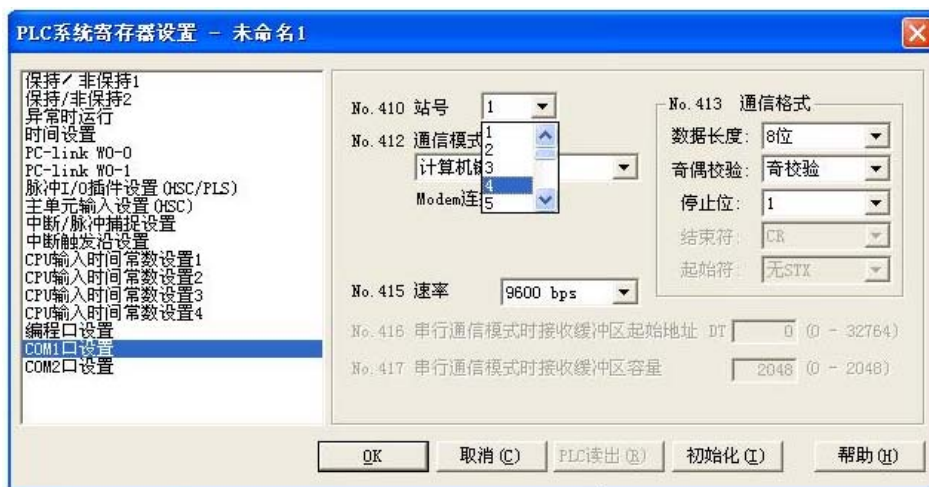 PLC系统寄存器设置 - 未命名1
保持/ 非保持1
保持/非保持2
异常时运行
时间设置
PC-link W0-0
PC-link W0-1
脉冲I/O插件设置(HSC/PLS)
主单元输入设置(HSC)
中断/脉冲捕捉设置
中断触发沿设置
CPU输入时间常数设置1
CPU输入时间常数设置2
CPU输入时间常数设置3
CPU输入时间常数设置4
编程口设置
COM1口设置
COM2口设置
No.410 站号 1
1
2
3
4
5
No.412 通信模式
计算机
Modem连
No.413 通信格式
数据长度: 8位
奇偶校验: 奇校验
停止位: 1
结束符: CR
起始符: 无STX
No.415 速率 9600 bps
No.416 串行通信模式时接收缓冲区起始地址 DT 0 (0 - 32764)
No.417 串行通信模式时接收缓冲区容量 2048 (0 - 2048)
OK 取消(C) PLC读出(R) 初始化(I) 帮助(H)